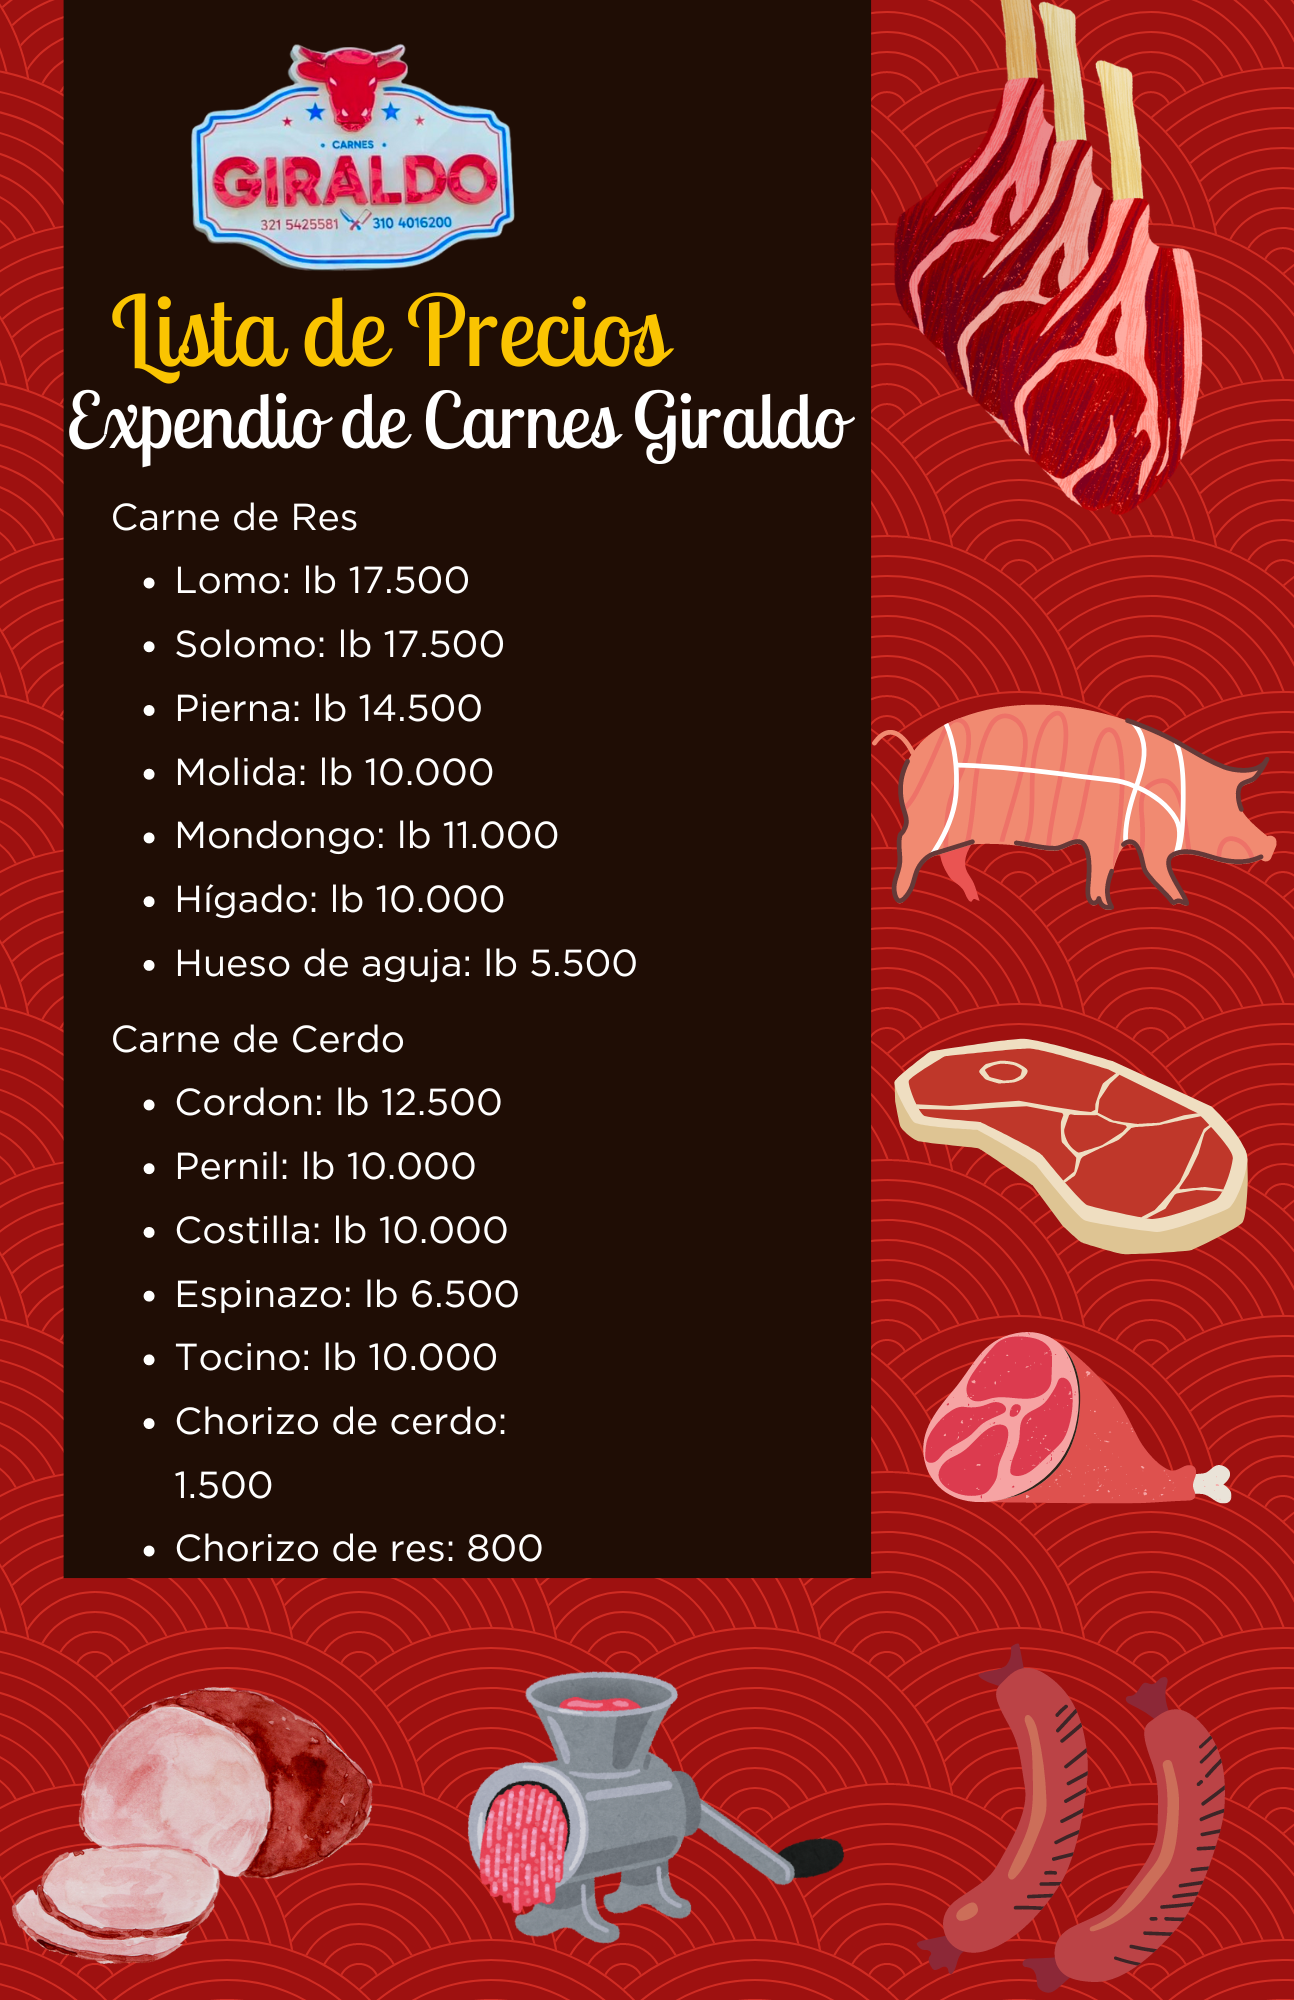 CARNES
GIRALDO
321 5425581 310 4016200
Lista de Precios
Expendio de Carnes Giraldo
Carne de Res
• Lomo: lb 17.500
• Solomo: lb 17.500
• Pierna: lb 14.500
• Molida: lb 10.000
• Mondongo: lb 11.000
• Hígado: lb 10.000
• Hueso de aguja: lb 5.500
Carne de Cerdo
• Cordon: lb 12.500
• Pernil: lb 10.000
• Costilla: lb 10.000
• Espinazo: lb 6.500
• Tocino: lb 10.000
• Chorizo de cerdo:
1.500
• Chorizo de res: 800